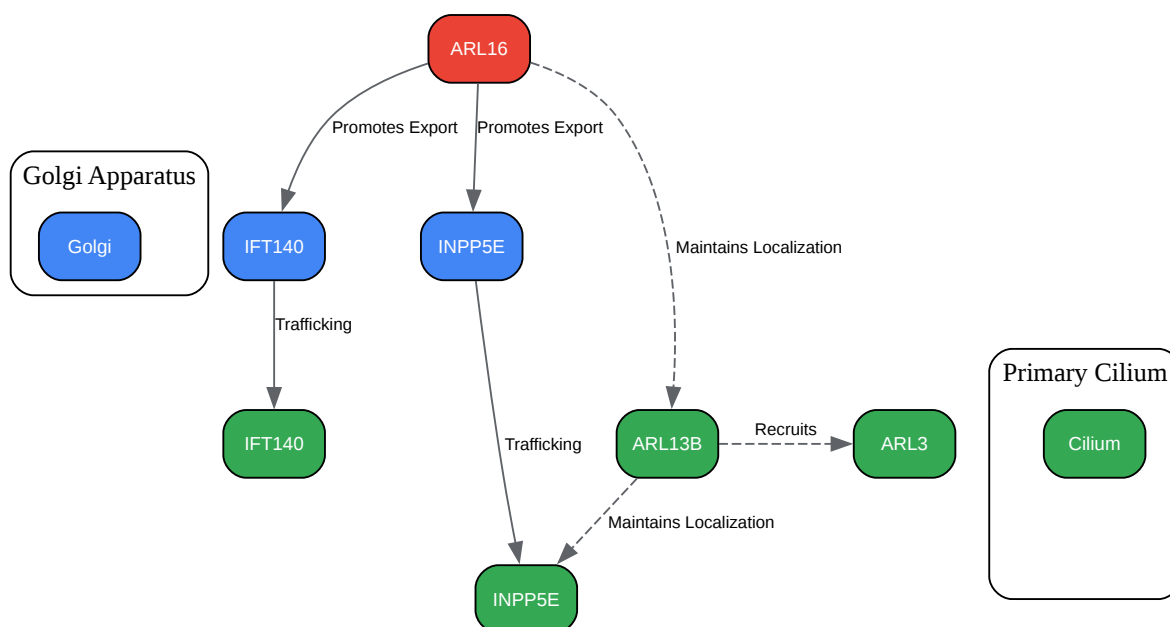 ARL16
Promotes Export
Promotes Export
Golgi Apparatus
Golgi
IFT140
INPP5E
Maintains Localization
Trafficking
Primary Cilium
IFT140
Trafficking
ARL13B
Recruits
ARL3
Cilium
Maintains Localization
INPP5E